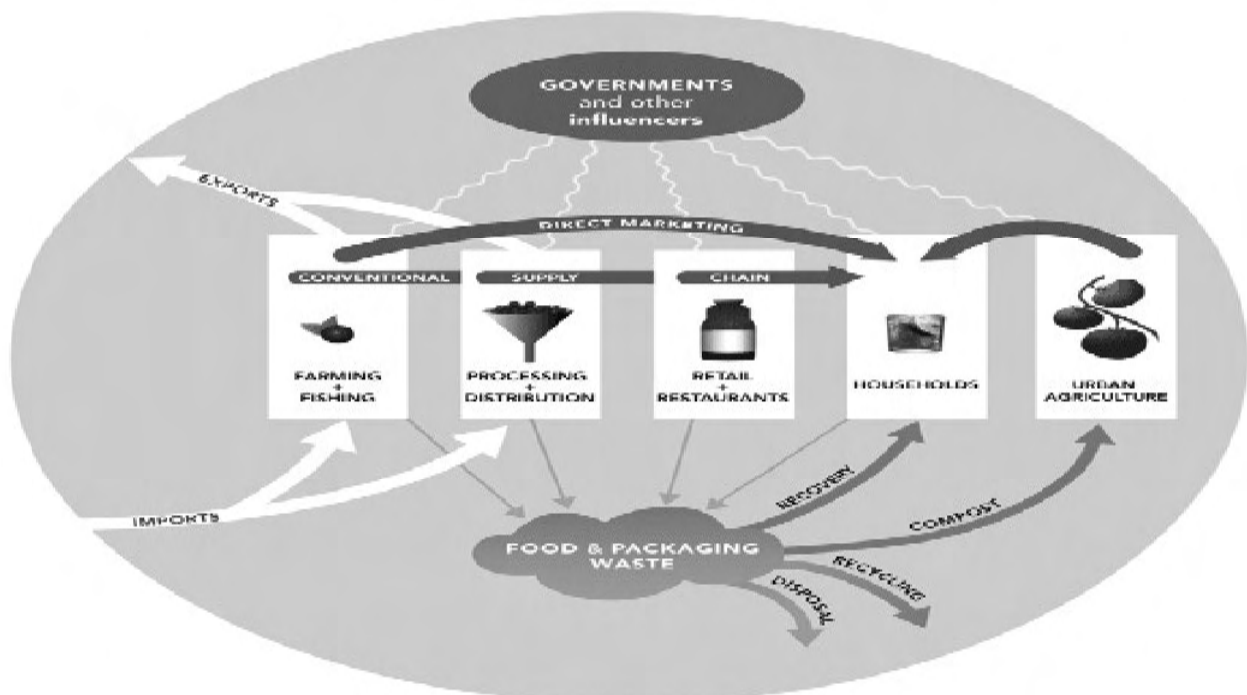 GOVERNMENTS
and other
influencers
EXPORTS
DIRECT MARKETING
CONVENTIONAL
SUPPLY
CHAIN
FARMING
+
FISHING
PROCESSING
+
DISTRIBUTION
RETAIL
+
RESTAURANTS
HOUSEHOLDS
URBAN
AGRICULTURE
IMPORTS
RECOVERY
COMPOST
FOOD & PACKAGING
WASTE
RECYCLING
DISPOSAL